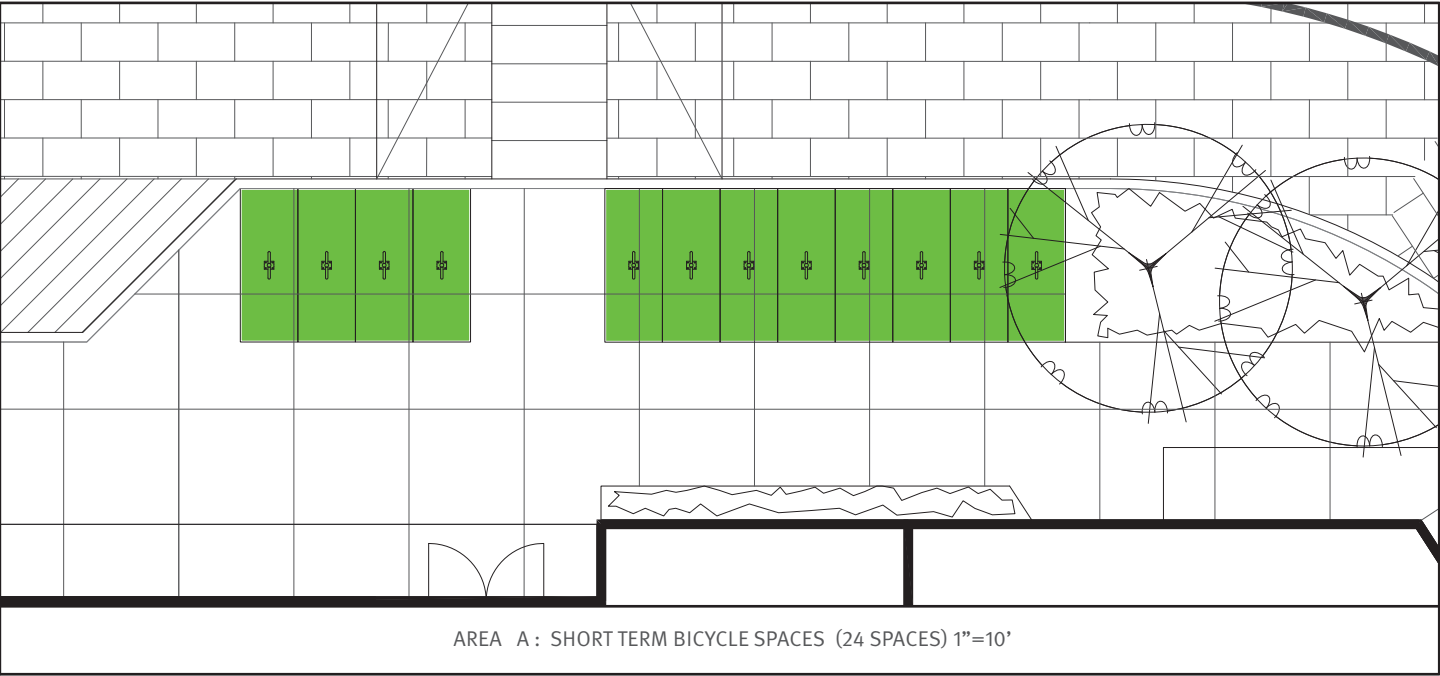 AREA A : SHORT TERM BICYCLE SPACES (24 SPACES) 1”=10’